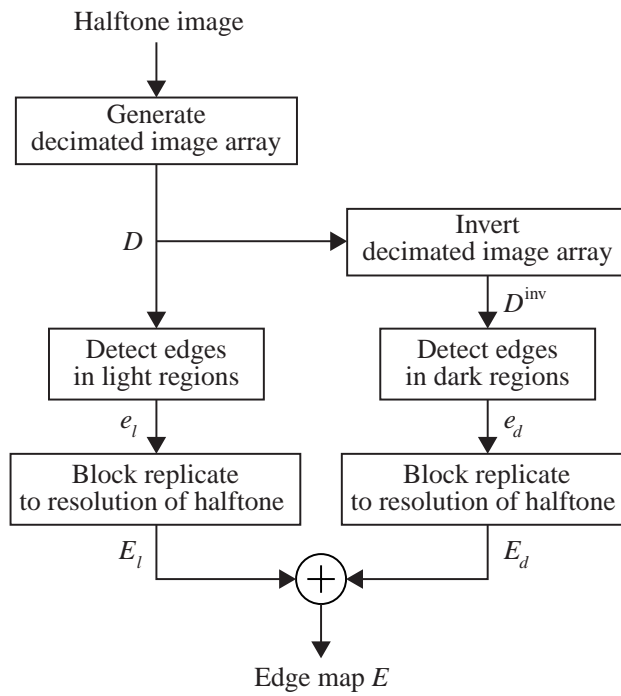 Halftone image
Generate
decimated image array
D
Invert
decimated image array
D^inv
Detect edges
in light regions
Detect edges
in dark regions
e_l
e_d
Block replicate
to resolution of halftone
Block replicate
to resolution of halftone
E_l
E_d
+
Edge map E